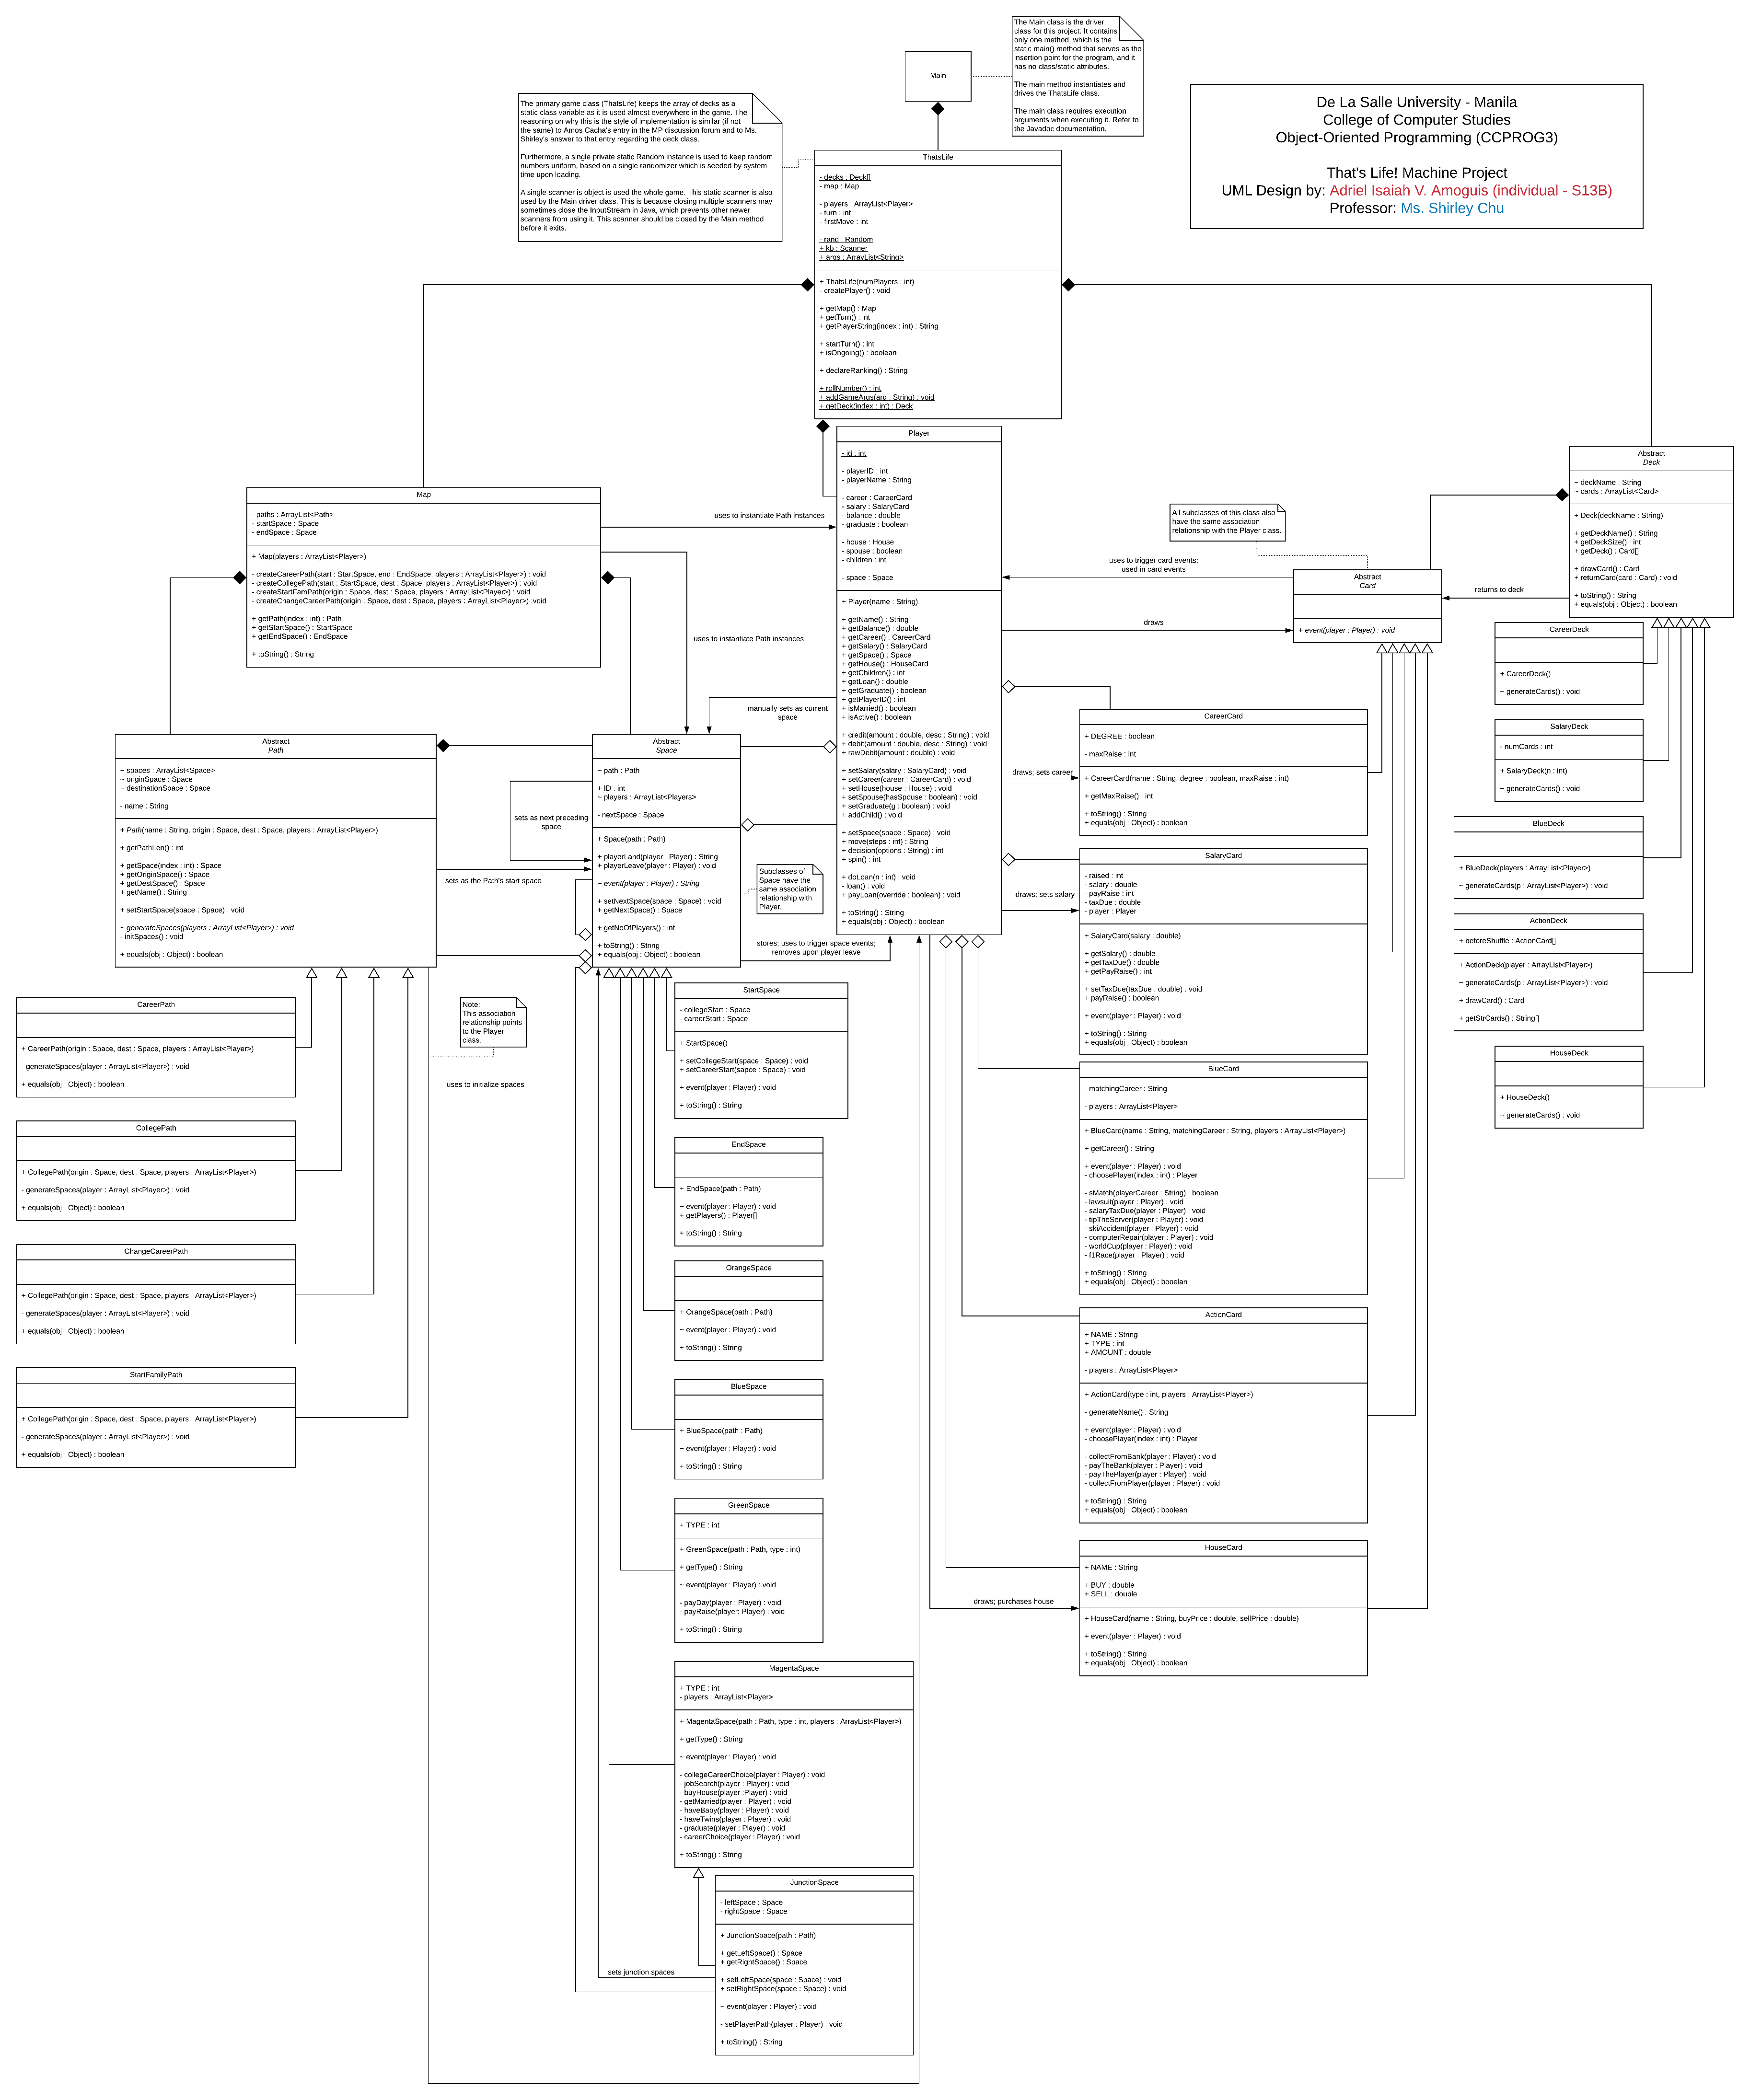 The Main class is the driver
class for this project. It contains
only one method, which is the
static main() method that serves as the
insertion point for the program, and it
has no class/static attributes.
The main method instantiates and
drives the ThatsLife class.
The main class requires execution
arguments when executing it. Refer to
the Javadoc documentation.
Main
De La Salle University - Manila
College of Computer Studies
Object-Oriented Programming (CCPROG3)
That's Life! Machine Project
UML Design by: Adriel Isaiah V. Amoguis (individual - S13B)
Professor: Ms. Shirley Chu
The primary game class (ThatsLife) keeps the array of decks as a
static class variable as it is used almost everywhere in the game. The
reasoning on why this is the style of implementation is similar (if not
the same) to Amos Cacha's entry in the MP discussion forum and to Ms.
Shirley's answer to that entry regarding the deck class.
Furthermore, a single private static Random instance is used to keep random
numbers uniform, based on a single randomizer which is seeded by system
time upon loading.
A single scanner is object is used the whole game. This static scanner is also
used by the Main driver class. This is because closing multiple scanners may
sometimes close the InputStream in Java, which prevents other newer
scanners from using it. This scanner should be closed by the Main method
before it exits.
ThatsLife
- decks : Deck[]
- map : Map
- players : ArrayList<Player>
- turn : int
- firstMove : int
- rand : Random
+ kb : Scanner
+ args : ArrayList<String>
+ ThatsLife(numPlayers : int)
- createPlayer() : void
+ getMap() : Map
+ getTurn() : int
+ getPlayerString(index : int) : String
+ startTurn() : int
+ isOngoing() : boolean
+ declareRanking() : String
+ rollNumber() : int
+ addGameArgs(arg : String) : void
+ getDeck(index : int) : Deck
Player
- id : int
- playerID : int
- playerName : String
- career : CareerCard
- salary : SalaryCard
- balance : double
- graduate : boolean
- house : House
- spouse : boolean
- children : int
- space : Space
+ Player(name : String)
+ getName() : String
+ getBalance() : double
+ getCareer() : CareerCard
+ getSalary() : SalaryCard
+ getSpace() : Space
+ getHouse() : HouseCard
+ getChildren() : int
+ getLoan() : double
+ getGraduate() : boolean
+ getPlayerID() : int
+ isMarried() : boolean
+ isActive() : boolean
+ credit(amount : double, desc : String) : void
+ debit(amount : double, desc : String) : void
+ rawDebit(amount : double) : void
+ setSalary(salary : SalaryCard) : void
+ setCareer(career : CareerCard) : void
+ setHouse(house : House) : void
+ setSpouse(hasSpouse : boolean) : void
+ setGraduate(g : boolean) : void
+ addChild() : void
+ setSpace(space : Space) : void
+ move(steps : int) : String
+ decision(options : String) : int
+ spin() : int
+ doLoan(n : int) : void
- loan() : void
+ payLoan(override : boolean) : void
+ toString() : String
+ equals(obj : Object) : boolean
Map
- paths : ArrayList<Path>
- startSpace : Space
- endSpace : Space
+ Map(players : ArrayList<Player>)
- createCareerPath(start : StartSpace, end : EndSpace, players : ArrayList<Player>) : void
- createCollegePath(start : StartSpace, dest : Space, players : ArrayList<Player>) : void
- createStartFamPath(origin : Space, dest : Space, players : ArrayList<Player>) : void
- createChangeCareerPath(origin : Space, dest : Space, players : ArrayList<Player>) :void
+ getPath(index : int) : Path
+ getStartSpace() : StartSpace
+ getEndSpace() : EndSpace
+ toString() : String
uses to instantiate Path instances
uses to instantiate Path instances
manually sets as current
space
All subclasses of this class also
have the same association
relationship with the Player class.
uses to trigger card events;
used in card events
draws
returns to deck
Abstract
Card
+ event(player : Player) : void
Abstract
Deck
~ deckName : String
~ cards : ArrayList<Card>
+ Deck(deckName : String)
+ getDeckName() : String
+ getDeckSize() : int
+ getDeck() : Card[]
+ drawCard() : Card
+ returnCard(card : Card) : void
+ toString() : String
+ equals(obj : Object) : boolean
CareerDeck
+ CareerDeck()
~ generateCards() : void
SalaryDeck
- numCards : int
+ SalaryDeck(n : int)
~ generateCards() : void
BlueDeck
+ BlueDeck(players : ArrayList<Player>)
~ generateCards(p : ArrayList<Player>) : void
ActionDeck
+ beforeShuffle : ActionCard[]
+ ActionDeck(player : ArrayList<Player>)
~ generateCards(p : ArrayList<Player>) : void
+ drawCard() : Card
+ getStrCards() : String[]
HouseDeck
+ HouseDeck()
~ generateCards() : void
Abstract
Path
~ spaces : ArrayList<Space>
~ originSpace : Space
~ destinationSpace : Space
- name : String
+ Path(name : String, origin : Space, dest : Space, players : ArrayList<Player>)
+ getPathLen() : int
+ getSpace(index : int) : Space
+ getOriginSpace() : Space
+ getDestSpace() : Space
+ getName() : String
+ setStartSpace(space : Space) : void
~ generateSpaces(players : ArrayList<Player>) : void
- initSpaces() : void
+ equals(obj : Object) : boolean
sets as next preceding
space
sets as the Path's start space
Abstract
Space
~ path : Path
+ ID : int
~ players : ArrayList<Players>
- nextSpace : Space
+ Space(path : Path)
+ playerLand(player : Player) : String
+ playerLeave(player : Player) : void
~ event(player : Player) : String
+ setNextSpace(space : Space) : void
+ getNextSpace() : Space
+ getNoOfPlayers() : int
+ toString() : String
+ equals(obj : Object) : boolean
Subclasses of
Space have the
same association
relationship with
Player.
stores; uses to trigger space events;
removes upon player leave
draws; sets career
draws; sets salary
draws; purchases house
CareerCard
+ DEGREE : boolean
- maxRaise : int
+ CareerCard(name : String, degree : boolean, maxRaise : int)
+ getMaxRaise() : int
+ toString() : String
+ equals(obj : Object) : boolean
SalaryCard
- raised : int
- salary : double
- payRaise : int
- taxDue : double
- player : Player
+ SalaryCard(salary : double)
+ getSalary() : double
+ getTaxDue() : double
+ getPayRaise() : int
+ setTaxDue(taxDue : double) : void
+ payRaise() : boolean
+ event(player : Player) : void
+ toString() : String
+ equals(obj : Object) : boolean
BlueCard
- matchingCareer : String
- players : ArrayList<Player>
+ BlueCard(name : String, matchingCareer : String, players : ArrayList<Player>)
+ getCareer() : String
+ event(player : Player) : void
- choosePlayer(index : int) : Player
- sMatch(playerCareer : String) : boolean
- lawsuit(player : Player) : void
- salaryTaxDue(player : Player) : void
- tipTheServer(player : Player) : void
- skiAccident(player : Player) : void
- computerRepair(player : Player) : void
- worldCup(player : Player) : void
- f1Race(player : Player) : void
+ toString() : String
+ equals(obj : Object) : booelan
ActionCard
+ NAME : String
+ TYPE : int
+ AMOUNT : double
- players : ArrayList<Player>
+ ActionCard(type : int, players : ArrayList<Player>)
- generateName() : String
+ event(player : Player) : void
- choosePlayer(index : int) : Player
- collectFromBank(player : Player) : void
- payTheBank(player : Player) : void
- payThePlayer(player : Player) : void
- collectFromPlayer(player : Player) : void
+ toString() : String
+ equals(obj : Object) : boolean
HouseCard
+ NAME : String
+ BUY : double
+ SELL : double
+ HouseCard(name : String, buyPrice : double, sellPrice : double)
+ event(player : Player) : void
+ toString() : String
+ equals(obj : Object) : boolean
CareerPath
+ CareerPath(origin : Space, dest : Space, players : ArrayList<Player>)
- generateSpaces(player : ArrayList<Player>) : void
+ equals(obj : Object) : boolean
CollegePath
+ CollegePath(origin : Space, dest : Space, players : ArrayList<Player>)
- generateSpaces(player : ArrayList<Player>) : void
+ equals(obj : Object) : boolean
ChangeCareerPath
+ CollegePath(origin : Space, dest : Space, players : ArrayList<Player>)
- generateSpaces(player : ArrayList<Player>) : void
+ equals(obj : Object) : boolean
StartFamilyPath
+ CollegePath(origin : Space, dest : Space, players : ArrayList<Player>)
- generateSpaces(player : ArrayList<Player>) : void
+ equals(obj : Object) : boolean
Note:
This association
relationship points
to the Player
class.
uses to initialize spaces
StartSpace
- collegeStart : Space
- careerStart : Space
+ StartSpace()
+ setCollegeStart(space : Space) : void
+ setCareerStart(sapce : Space) : void
+ event(player : Player) : void
+ toString() : String
EndSpace
+ EndSpace(path : Path)
~ event(player : Player) : void
+ getPlayers() : Player[]
+ toString() : String
OrangeSpace
+ OrangeSpace(path : Path)
~ event(player : Player) : void
+ toString() : String
BlueSpace
+ BlueSpace(path : Path)
~ event(player : Player) : void
+ toString() : String
GreenSpace
+ TYPE : int
+ GreenSpace(path : Path, type : int)
+ getType() : String
~ event(player : Player) : void
- payDay(player : Player) : void
- payRaise(player: Player) : void
+ toString() : String
MagentaSpace
+ TYPE : int
- players : ArrayList<Player>
+ MagentaSpace(path : Path, type : int, players : ArrayList<Player>)
+ getType() : String
~ event(player : Player) : void
- collegeCareerChoice(player : Player) : void
- jobSearch(player : Player) : void
- buyHouse(player :Player) : void
- getMarried(player : Player) : void
- haveBaby(player : Player) : void
- haveTwins(player : Player) : void
- graduate(player : Player) : void
- careerChoice(player : Player) : void
+ toString() : String
JunctionSpace
- leftSpace : Space
- rightSpace : Space
+ JunctionSpace(path : Path)
+ getLeftSpace() : Space
+ getRightSpace() : Space
+ setLeftSpace(space : Space) : void
+ setRightSpace(space : Space) : void
~ event(player : Player) : void
- setPlayerPath(player : Player) : void
+ toString() : String
sets junction spaces